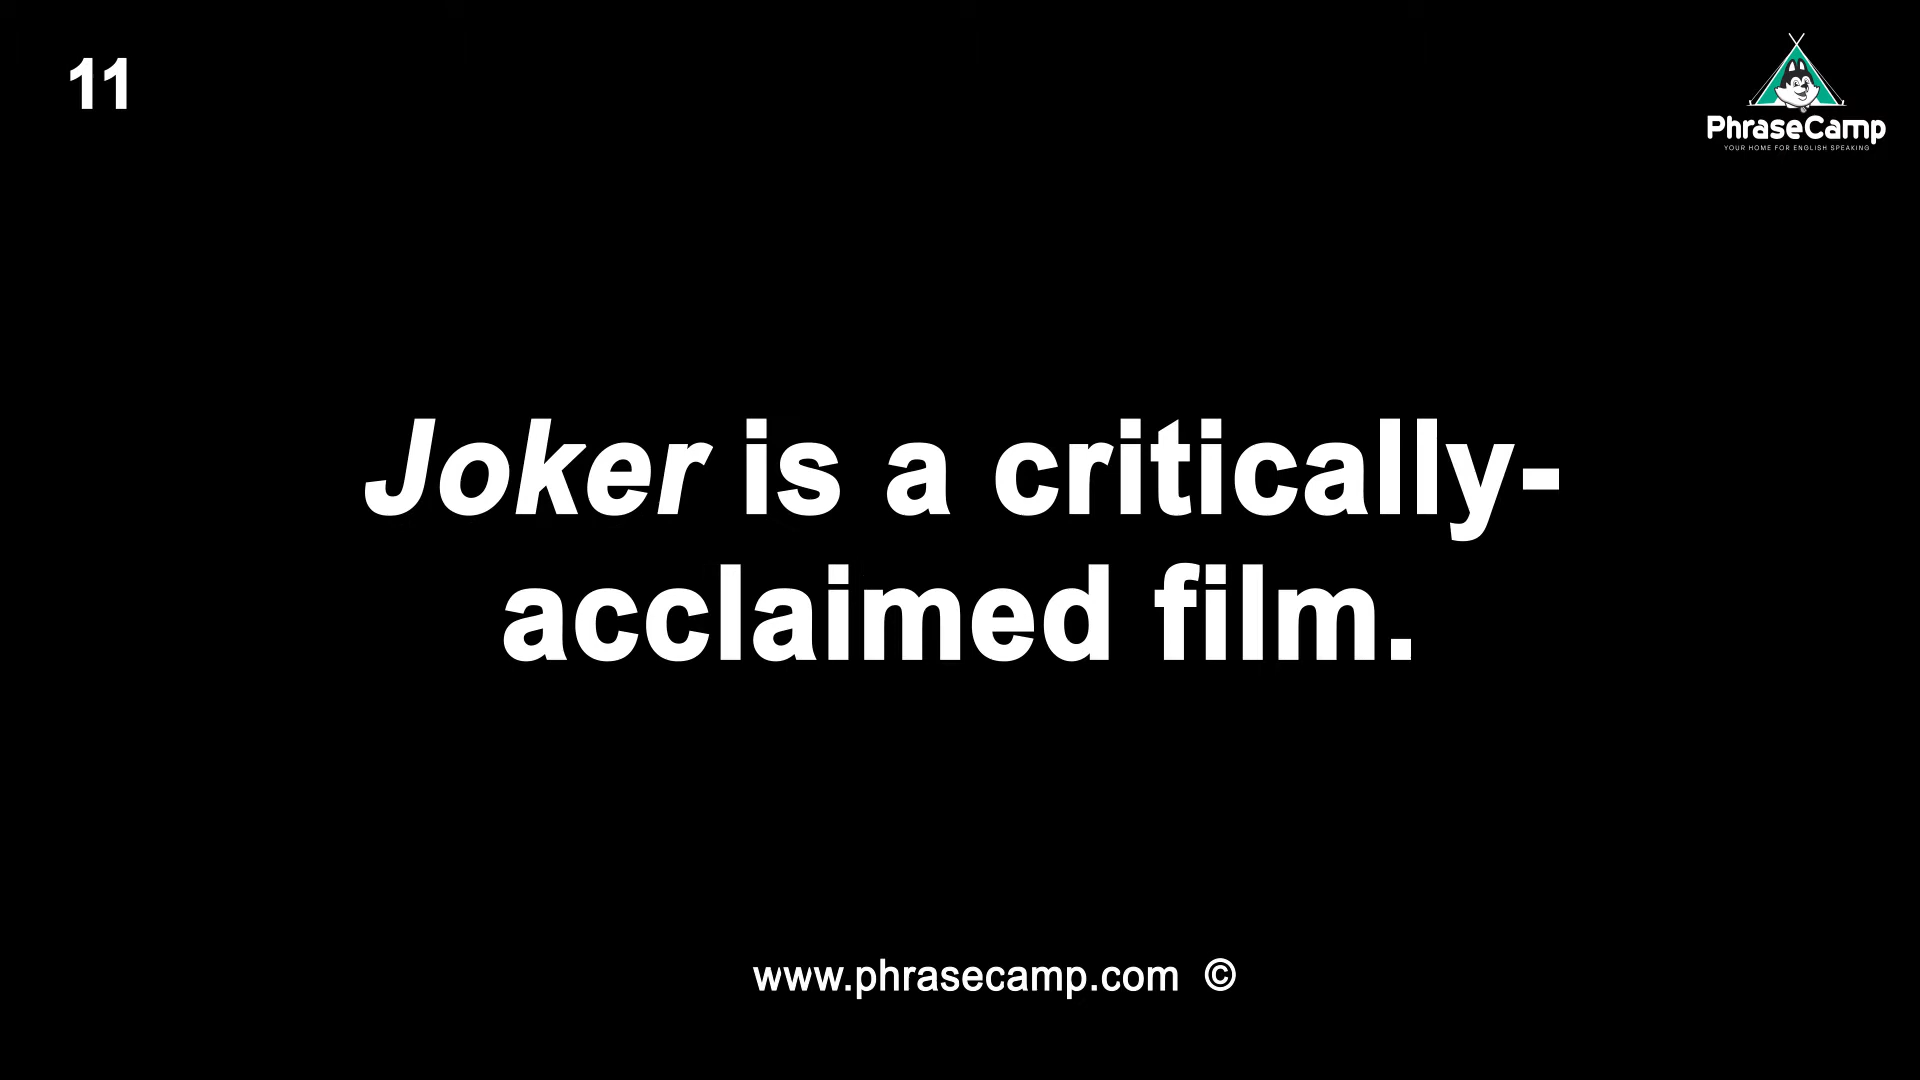 11
PhraseCamp
YOUR HOME FOR ENGLISH SPEAKING
Joker is a critically-
acclaimed film.
www.phrasecamp.com ©